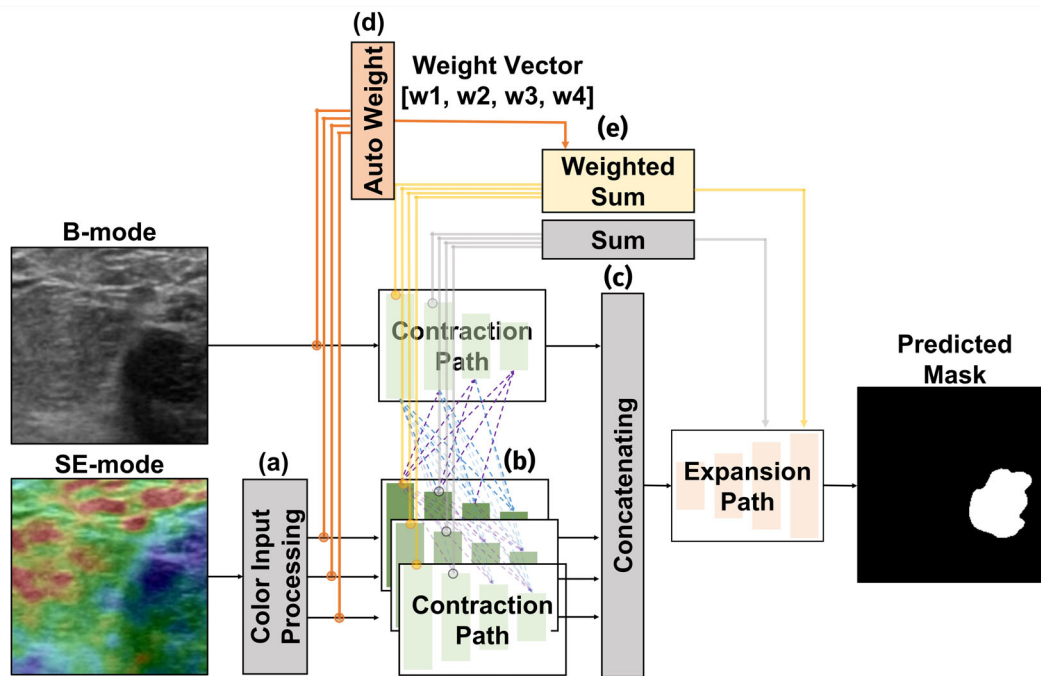 (d)
Auto Weight
Weight Vector
[w1, w2, w3, w4]
(e)
Weighted
Sum
Sum
B-mode
(c)
Contraction
Path
Concatenating
Predicted
Mask
SE-mode
(a)
Color Input
Processing
(b)
Contraction
Path
Expansion
Path